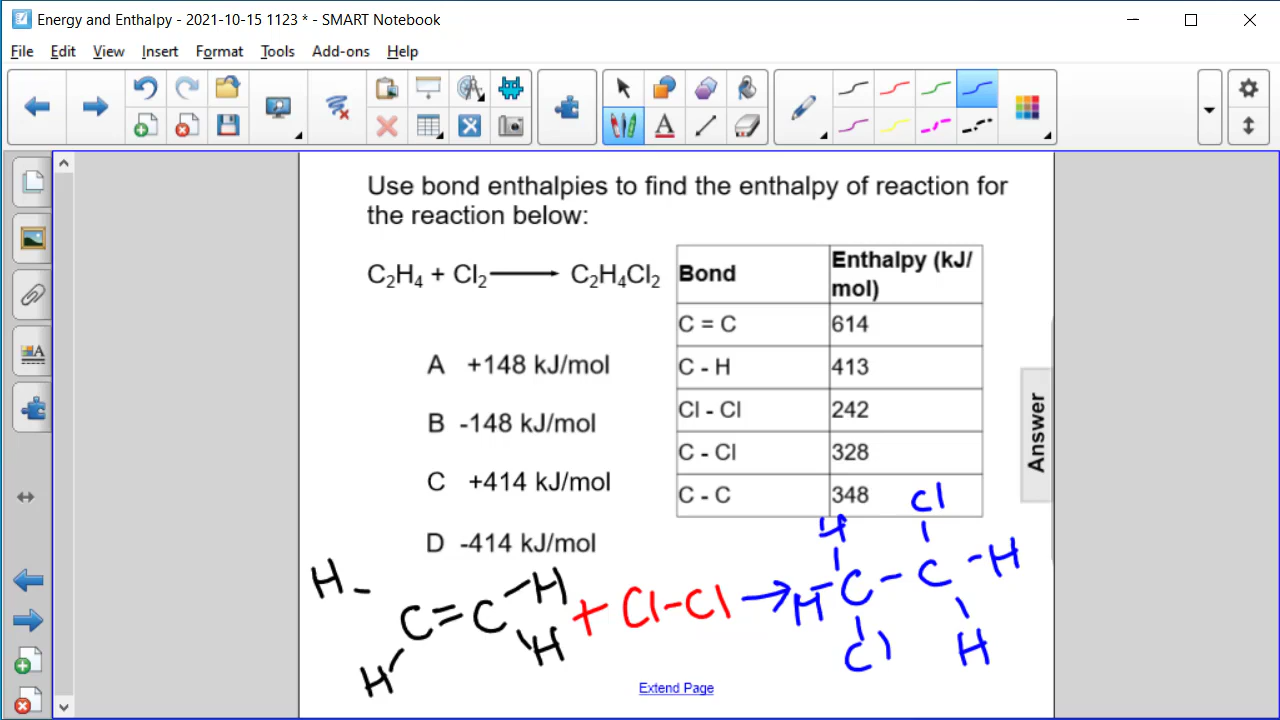 Energy and Enthalpy - 2021-10-15 1123 * - SMART Notebook
File Edit View Insert Format Tools Add-ons Help
Use bond enthalpies to find the enthalpy of reaction for
the reaction below:
C₂H₄ + Cl₂ ⟶ C₂H₄Cl₂
Bond Enthalpy (kJ/
mol)
C = C 614
C - H 413
Cl - Cl 242
C - Cl 328
C - C 348
A +148 kJ/mol
B -148 kJ/mol
C +414 kJ/mol
D -414 kJ/mol
Answer
Cl
H
H H C=C H + Cl-Cl → H-C-C-H
H H Cl H
Extend Page